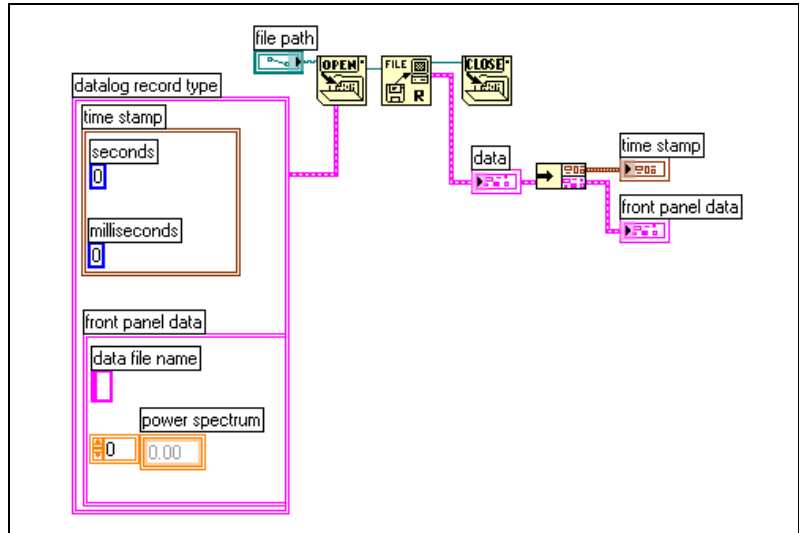 file path
OPEN
FILE
R
CLOSE
datalog record type
time stamp
seconds
0
milliseconds
0
data
time stamp
front panel data
front panel data
data file name
power spectrum
0
0.00